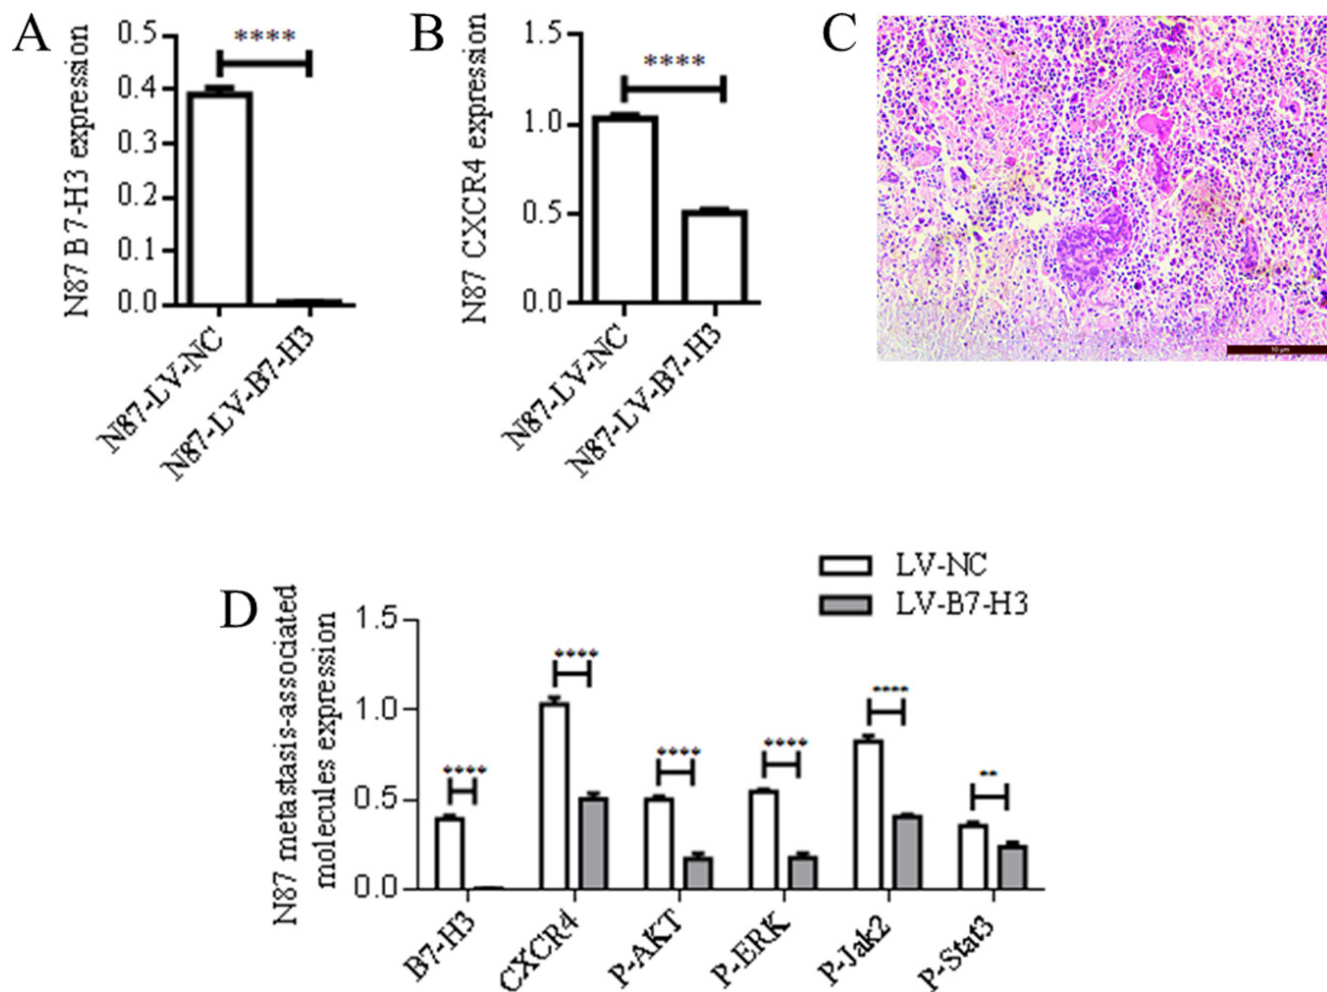 A
N87 B7-H3 expression
0.5
0.4
0.3
0.2
0.1
0.0
****
N87-LV-NC
N87-LV-B7-H3
B
N87 CXCR4 expression
1.5
1.0
0.5
0.0
****
N87-LV-NC
N87-LV-B7-H3
C
D
N87 metastasis-associated
molecules expression
LV-NC
LV-B7-H3
1.5
1.0
0.5
0.0
****
****
****
****
****
**
B7-H3
CXCR4
P-AKT
P-ERK
P-Jak2
P-Stat3